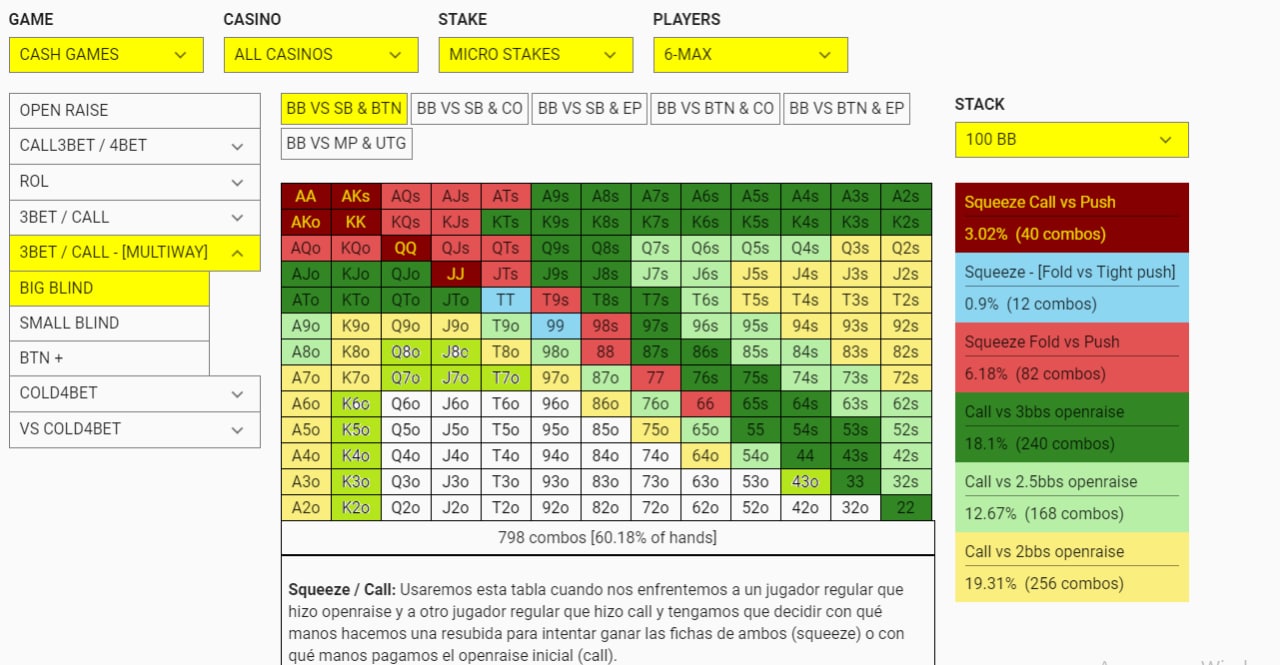 GAME CASINO STAKE PLAYERS
CASH GAMES ALL CASINOS MICRO STAKES 6-MAX
OPEN RAISE
CALL3BET / 4BET
ROL
3BET / CALL
3BET / CALL - [MULTIWAY]
BIG BLIND
SMALL BLIND
BTN +
COLD4BET
VS COLD4BET
BB VS SB & BTN BB VS SB & CO BB VS SB & EP BB VS BTN & CO BB VS BTN & EP
BB VS MP & UTG
AA AKs AQs AJs ATs A9s A8s A7s A6s A5s A4s A3s A2s
AKo KK KQs KJs KTs K9s K8s K7s K6s K5s K4s K3s K2s
AQo KQo QQ QJs QTs Q9s Q8s Q7s Q6s Q5s Q4s Q3s Q2s
AJo KJo QJo JJ JTs J9s J8s J7s J6s J5s J4s J3s J2s
ATo KTo QTo JTo TT T9s T8s T7s T6s T5s T4s T3s T2s
A9o K9o Q9o J9o T9o 99 98s 97s 96s 95s 94s 93s 92s
A8o K8o Q8o J8o T8o 98o 88 87s 86s 85s 84s 83s 82s
A7o K7o Q7o J7o T7o 97o 87o 77 76s 75s 74s 73s 72s
A6o K6o Q6o J6o T6o 96o 86o 76o 66 65s 64s 63s 62s
A5o K5o Q5o J5o T5o 95o 85o 75o 65o 55 54s 53s 52s
A4o K4o Q4o J4o T4o 94o 84o 74o 64o 54o 44 43s 42s
A3o K3o Q3o J3o T3o 93o 83o 73o 63o 53o 43o 33 32s
A2o K2o Q2o J2o T2o 92o 82o 72o 62o 52o 42o 32o 22
798 combos [60.18% of hands]
Squeeze / Call: Usaremos esta tabla cuando nos enfrentemos a un jugador regular que
hizo openraise y a otro jugador regular que hizo call y tengamos que decidir con qué
manos hacemos una resubida para intentar ganar las fichas de ambos (squeeze) o con
qué manos pagamos el openraise inicial (call).
STACK
100 BB
Squeeze Call vs Push
3.02% (40 combos)
Squeeze - [Fold vs Tight push]
0.9% (12 combos)
Squeeze Fold vs Push
6.18% (82 combos)
Call vs 3bbs openraise
18.1% (240 combos)
Call vs 2.5bbs openraise
12.67% (168 combos)
Call vs 2bbs openraise
19.31% (256 combos)